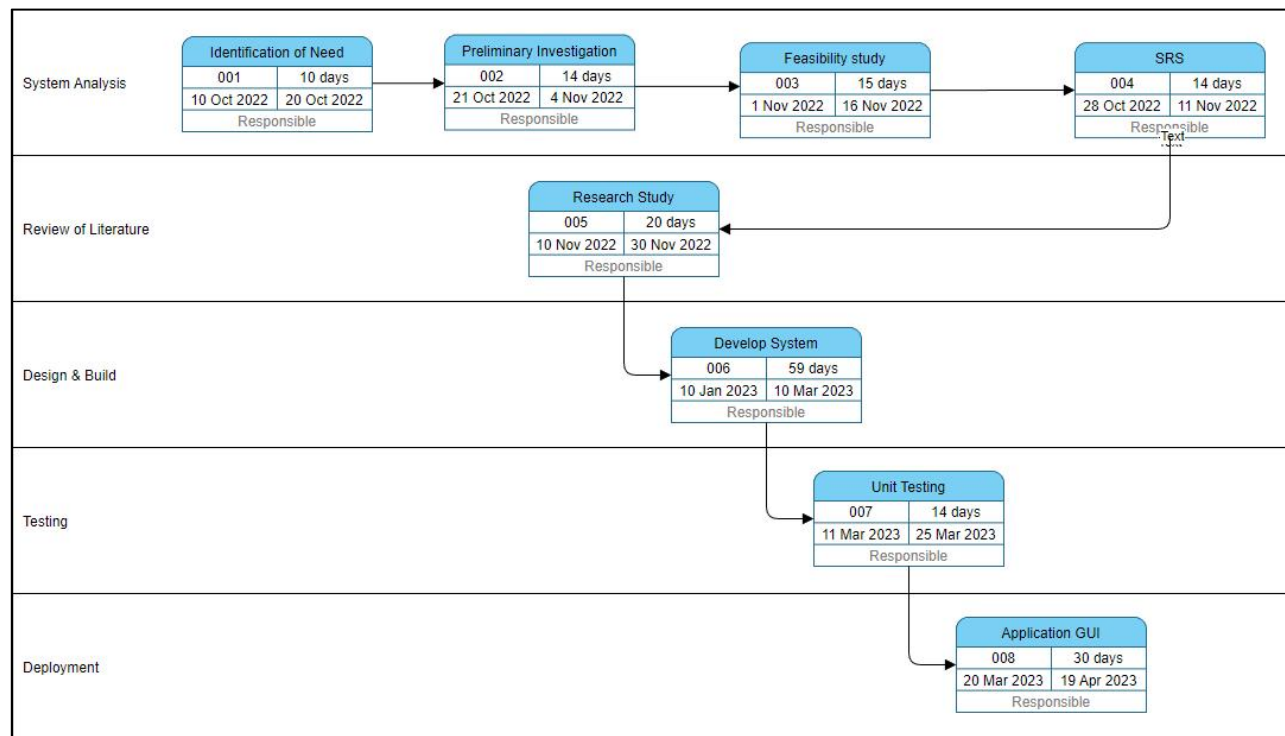 System Analysis
Identification of Need
001 10 days
10 Oct 2022 20 Oct 2022
Responsible
Preliminary Investigation
002 14 days
21 Oct 2022 4 Nov 2022
Responsible
Feasibility study
003 15 days
1 Nov 2022 16 Nov 2022
Responsible
SRS
004 14 days
28 Oct 2022 11 Nov 2022
Responsible
Text
Text
Review of Literature
Research Study
005 20 days
10 Nov 2022 30 Nov 2022
Responsible
Design & Build
Develop System
006 59 days
10 Jan 2023 10 Mar 2023
Responsible
Testing
Unit Testing
007 14 days
11 Mar 2023 25 Mar 2023
Responsible
Deployment
Application GUI
008 30 days
20 Mar 2023 19 Apr 2023
Responsible